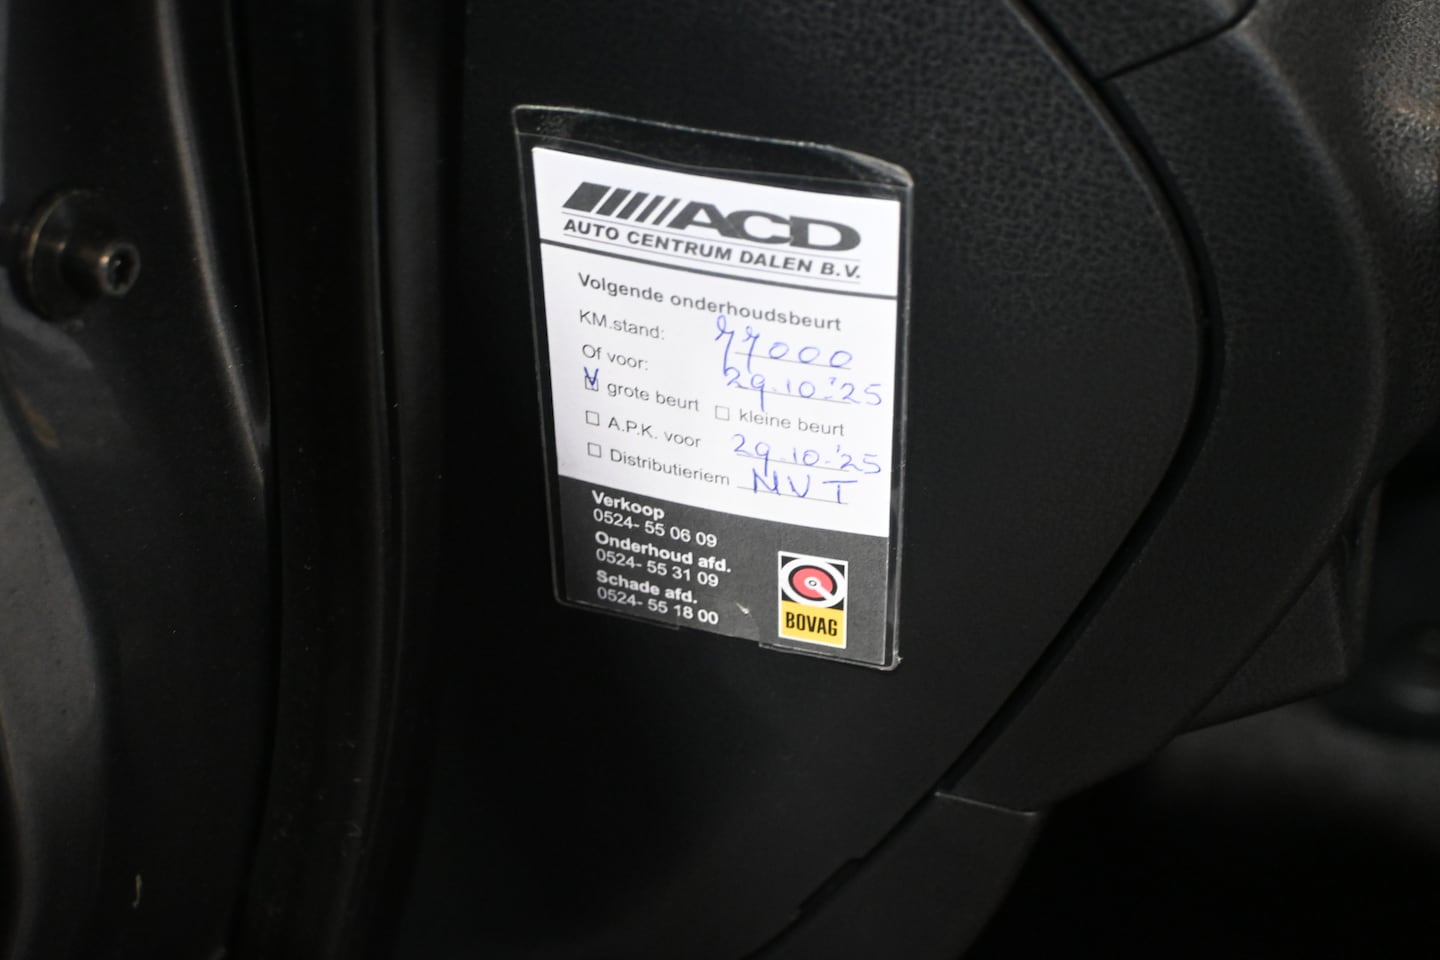 ACD
AUTO CENTRUM DALEN B.V.
Volgende onderhoudsbeurt
KM.stand: 77000
Of voor: 29.10.'25
grote beurt kleine beurt
A.P.K. voor 29.10.'25
Distributieriem NVT
Verkoop
0524- 55 06 09
Onderhoud afd.
0524- 55 31 09
Schade afd.
0524- 55 18 00
BOVAG